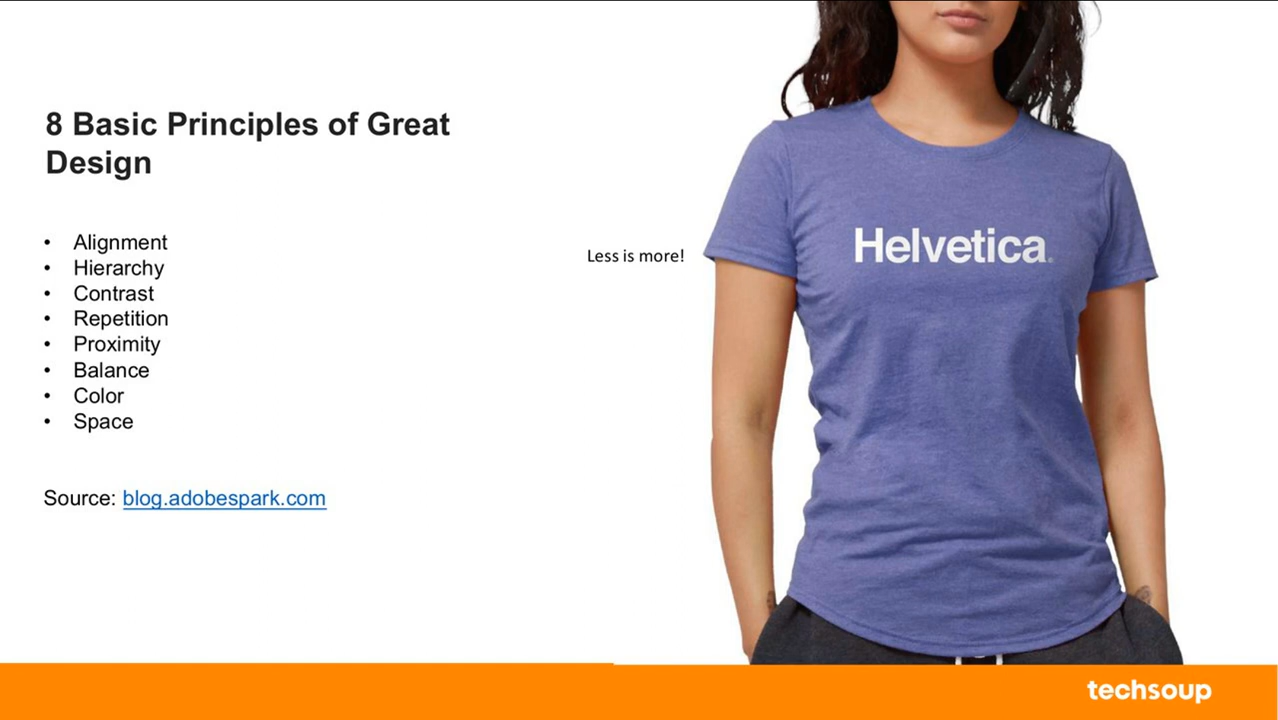 8 Basic Principles of Great
Design
• Alignment
• Hierarchy
• Contrast
• Repetition
• Proximity
• Balance
• Color
• Space
Source: blog.adobespark.com
Less is more!
Helvetica®
techsoup